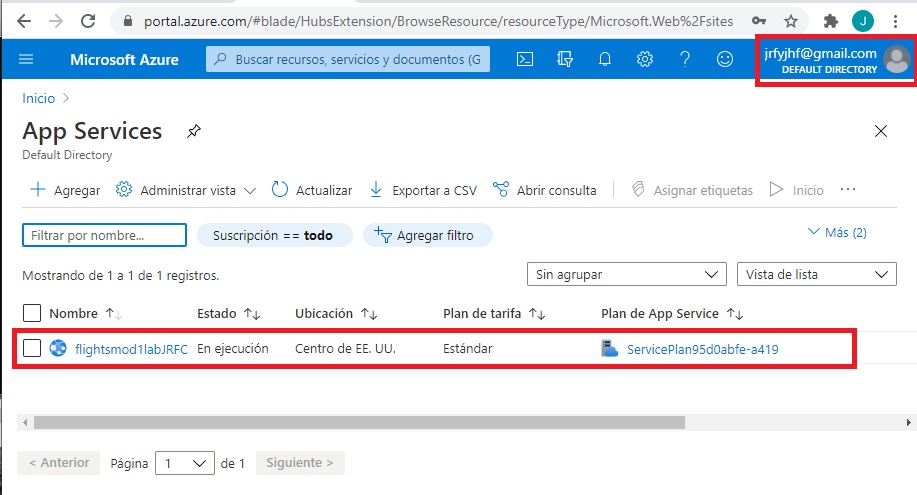 portal.azure.com/#blade/HubsExtension/BrowseResource/resourceType/Microsoft.Web%2Fsites
J
Microsoft Azure
Buscar recursos, servicios y documentos (G
jrfyjhf@gmail.com
DEFAULT DIRECTORY
Inicio >
App Services
Default Directory
Agregar Administrar vista Actualizar Exportar a CSV Abrir consulta Asignar etiquetas Inicio ...
Filtrar por nombre... Suscripción == todo Agregar filtro Más (2)
Mostrando de 1 a 1 de 1 registros. Sin agrupar Vista de lista
Nombre ↑↓ Estado ↑↓ Ubicación ↑↓ Plan de tarifa ↑↓ Plan de App Service ↑↓
flightsmod1labJRFC En ejecución Centro de EE. UU. Estándar ServicePlan95d0abfe-a419
< Anterior Página 1 de 1 Siguiente >